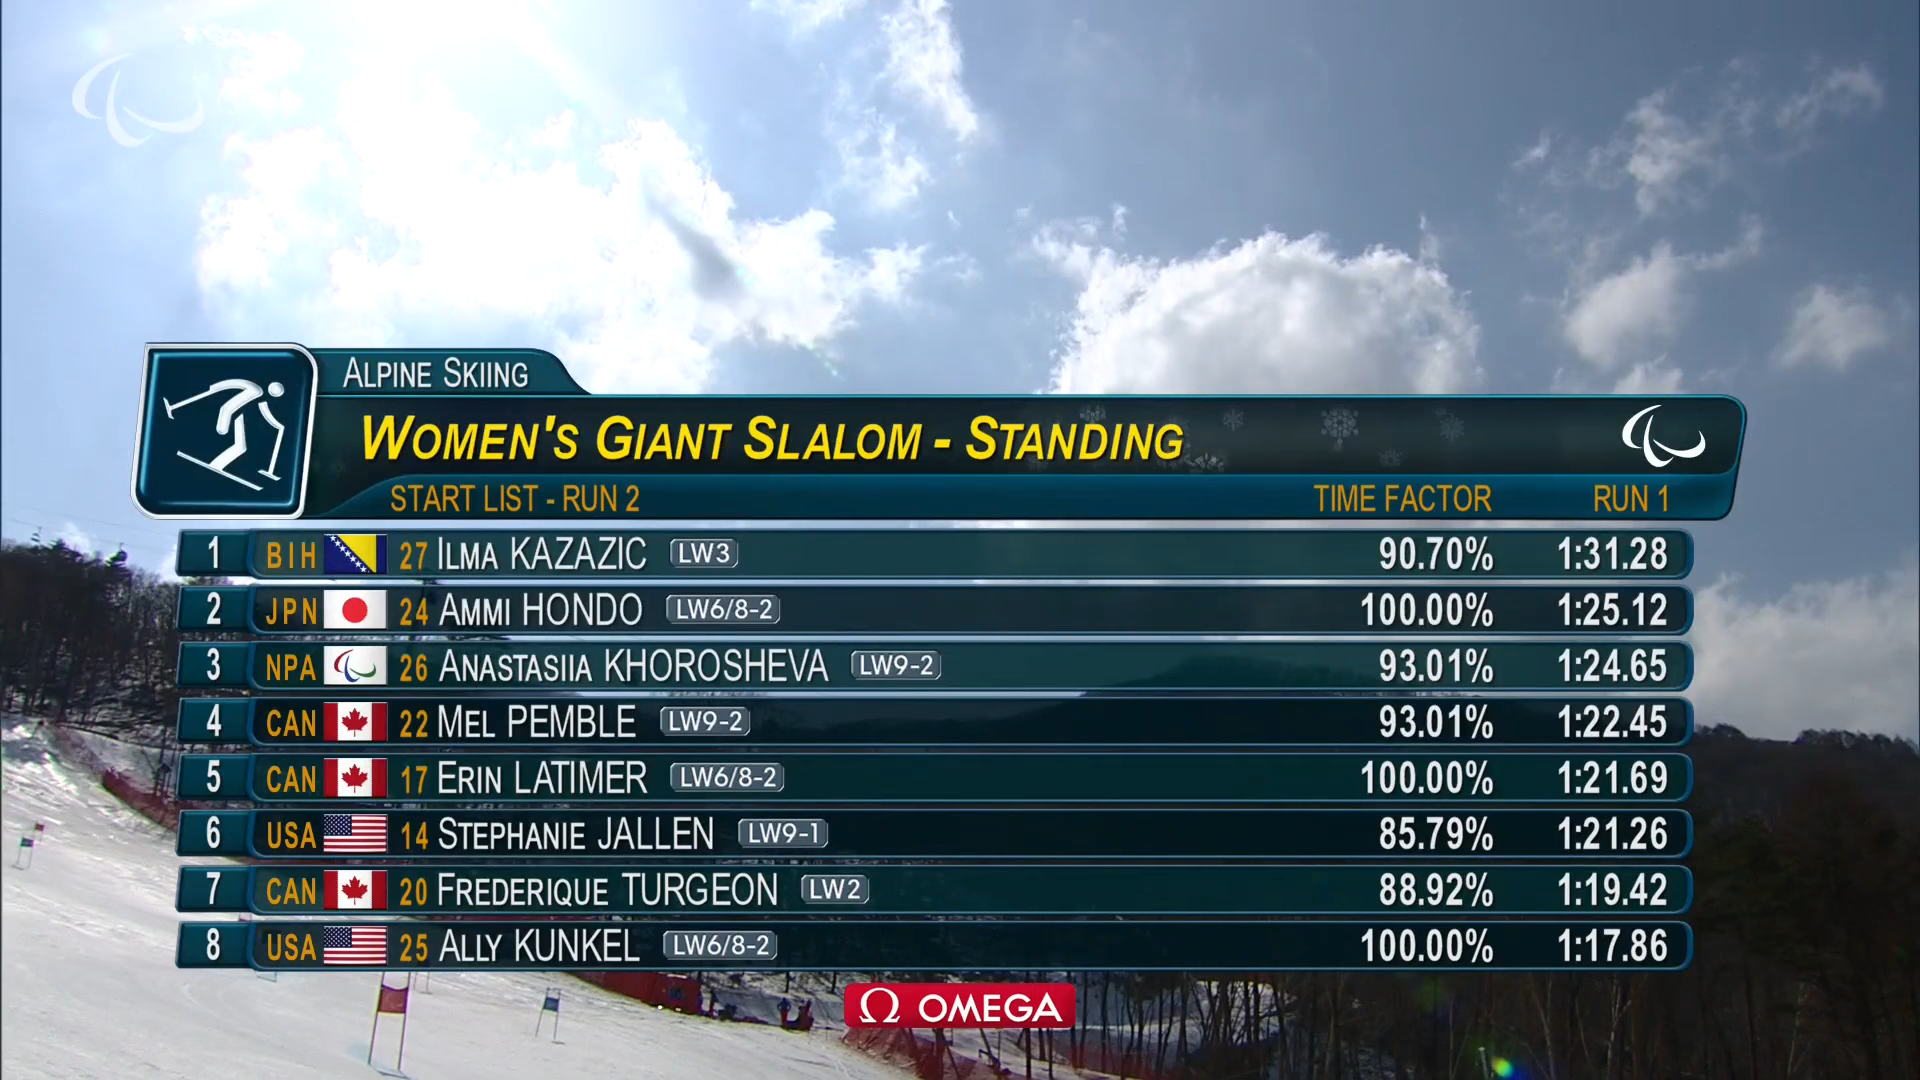 ALPINE SKIING
WOMEN'S GIANT SLALOM - STANDING
START LIST - RUN 2 TIME FACTOR RUN 1
1 BIH 27 ILMA KAZAZIC LW3 90.70% 1:31.28
2 JPN 24 AMMI HONDO LW6/8-2 100.00% 1:25.12
3 NPA 26 ANASTASIIA KHOROSHEVA LW9-2 93.01% 1:24.65
4 CAN 22 MEL PEMBLE LW9-2 93.01% 1:22.45
5 CAN 17 ERIN LATIMER LW6/8-2 100.00% 1:21.69
6 USA 14 STEPHANIE JALLEN LW9-1 85.79% 1:21.26
7 CAN 20 FREDERIQUE TURGEON LW2 88.92% 1:19.42
8 USA 25 ALLY KUNKEL LW6/8-2 100.00% 1:17.86
Ω OMEGA